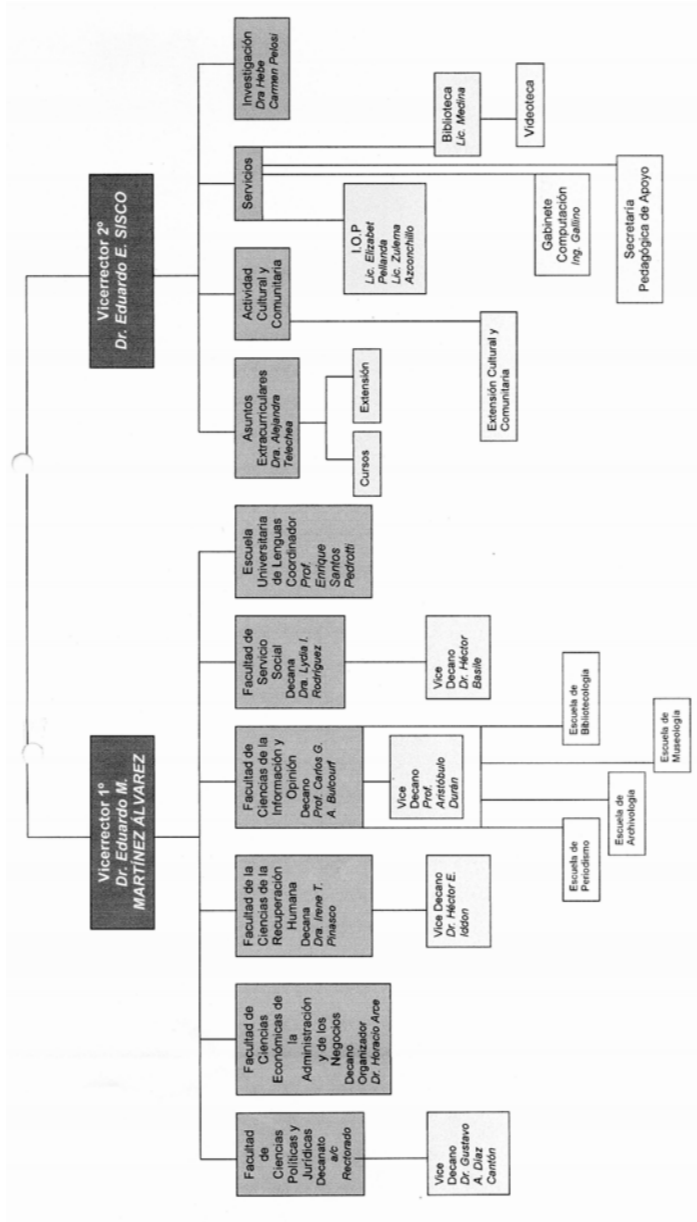 Vicerrector 1º
Dr. Eduardo M.
MARTÍNEZ ÁLVAREZ
Vicerrector 2º
Dr. Eduardo E. SISCO
Facultad
de
Ciencias
Políticas y
Jurídicas
Decanato
a/c
Rectorado
Vice
Decano
Dr. Gustavo
A. Díaz
Cantón
Facultad de
Ciencias
Económicas de
la
Administración
y de los
Negocios
Decano
Organizador
Dr. Horacio Arce
Facultad de la
Ciencias de la
Recuperación
Humana
Decana
Dra. Irene T.
Pinasco
Vice Decano
Dr. Héctor E.
Iddon
Facultad de
Ciencias de la
Información y
Opinión
Decano
Prof. Carlos G.
A. Bulcourf
Vice
Decano
Prof.
Aristóbulo
Durán
Escuela de
Periodismo
Escuela de
Archivología
Escuela de
Museología
Escuela de
Bibliotecología
Facultad de
Servicio
Social
Decana
Dra. Lydia I.
Rodríguez
Vice
Decano
Dr. Héctor
Basile
Escuela
Universitaria
de Lenguas
Coordinador
Prof.
Enrique
Santos
Pedrotti
Asuntos
Extracurriculares
Dra. Alejandra
Telechea
Cursos
Extensión
Actividad
Cultural y
Comunitaria
Extensión Cultural y
Comunitaria
Servicios
I.O.P
Lic. Elizabet
Pellanda
Lic. Zulema
Azconchillo
Gabinete
Computación
Ing. Gallino
Secretaría
Pedagógica de Apoyo
Biblioteca
Lic. Medina
Videoteca
Investigación
Dra Hebe
Carmen Pelosi